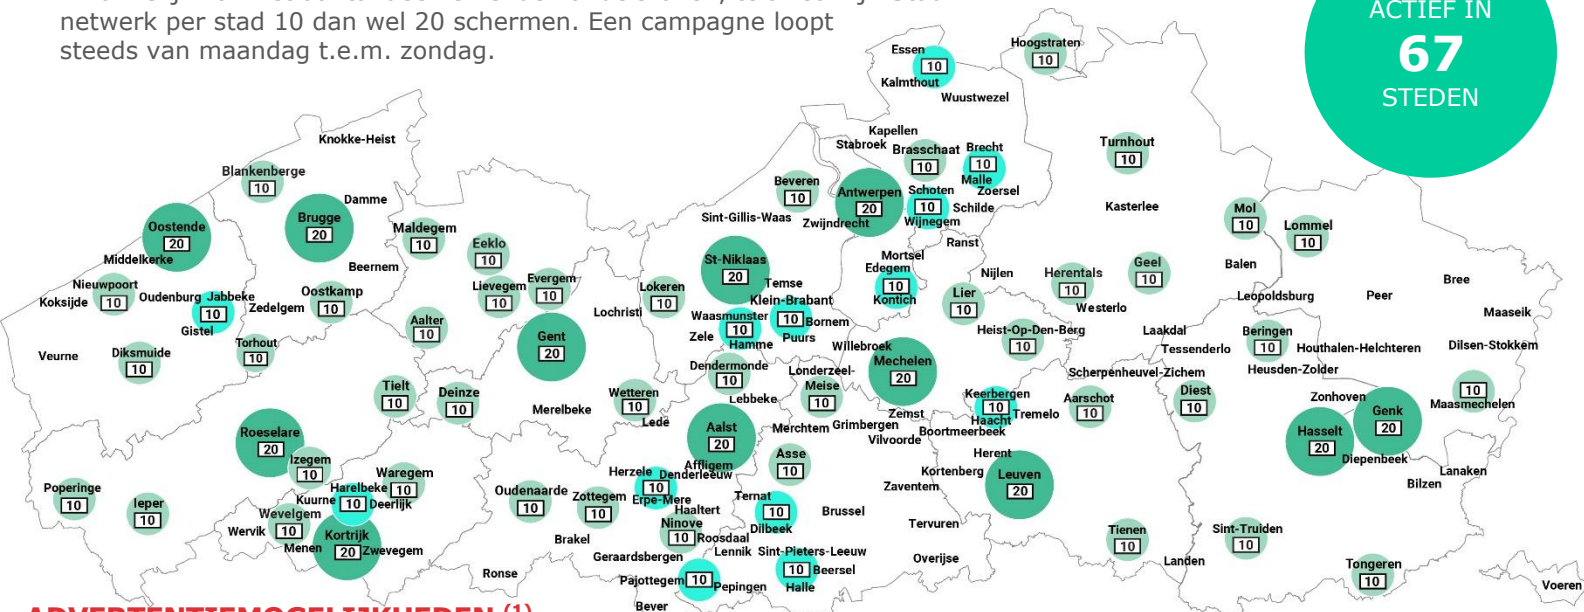 netwerk per stad 10 dan wel 20 schermen. Een campagne loopt
steeds van maandag t.e.m. zondag.
ACTIEF IN
67
STEDEN
Essen
10
Kalmthout
Hoogstraten
10
Wuustwezel
Knokke-Heist
Kapellen
Stabroek
Brasschaat
10
Brecht
10
Malle
Zoersel
Turnhout
10
Blankenberge
10
Beveren
10
Antwerpen
20
Schoten
10
Wijnegem
Schilde
Damme
Brugge
20
Oostende
20
Middelkerke
Maldegem
10
Sint-Gillis-Waas
Zwijndrecht
Kasterlee
Mol
10
Lommel
10
Eeklo
10
Ranst
Mortsel
Edegem
10
Kontich
Beernem
St-Niklaas
20
Temse
Nijlen
Herentals
10
Geel
10
Balen
Bree
Nieuwpoort
10
Koksijde
Oudenburg
Jabbeke
10
Gistel
Zedelgem
Oostkamp
10
Lievegem
10
Evergem
10
Lokeren
10
Klein-Brabant
10
Bornem
Puurs
Lier
10
Westerlo
Leopoldsburg
Peer
Maaseik
Lochristi
Waasmunster
10
Hamme
Zele
Aalter
10
Gent
20
Willebroek
Heist-Op-Den-Berg
10
Laakdal
Tessenderlo
Beringen
10
Houthalen-Helchteren
Dilsen-Stokkem
Veurne
Diksmuide
10
Torhout
10
Dendermonde
10
Londerzeel-
Meise
10
Mechelen
20
Scherpenheuvel-Zichem
Heusden-Zolder
Tielt
10
Deinze
10
Wetteren
10
Lebbeke
Keerbergen
10
Haacht
Tremelo
Aarschot
10
Diest
10
Zonhoven
10
Maasmechelen
Merelbeke
Lede
Aalst
20
Merchtem
Grimbergen
Zemst
Vilvoorde
Boortmeerbeek
Genk
20
Hasselt
20
Diepenbeek
Roeselare
20
Izegem
10
Affligem
Asse
10
Herent
Leuven
20
Kortenberg
Zaventem
Lanaken
Bilzen
Poperinge
10
Ieper
10
Waregem
10
Harelbeke
10
Kuurne
Deerlijk
Oudenaarde
10
Zottegem
10
Herzele
10
Denderleeuw
Erpe-Mere
Haaltert
Ternat
10
Dilbeek
Brussel
Tervuren
Wevelgem
10
Wervik
Menen
Kortrijk
20
Zwevegem
Brakel
Ninove
10
Roosdaal
Geraardsbergen
Lennik
Sint-Pieters-Leeuw
10
Beersel
Halle
Overijse
Tienen
10
Landen
Sint-Truiden
10
Tongeren
10
Voeren
Ronse
Pajottegem
10
Pepingen
Bever
ADVERTENTIEMOGELIJKHEDEN (1)